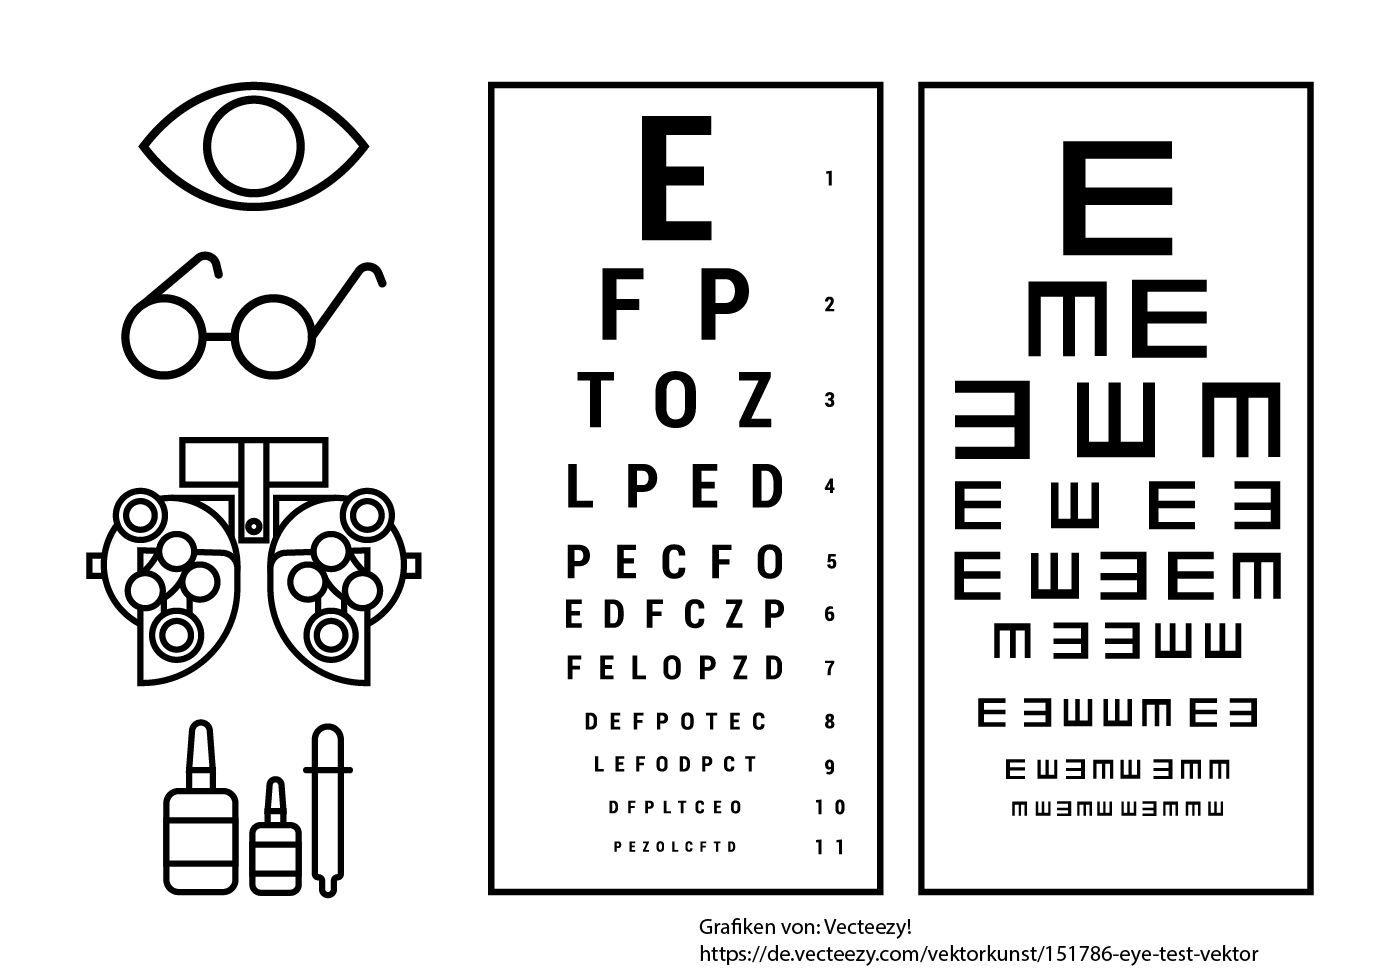 E 1
F P 2
T O Z 3
L P E D 4
P E C F O 5
E D F C Z P 6
F E L O P Z D 7
D E F P O T E C 8
L E F O D P C T 9
D F P L T C E O 10
P E Z O L C F T D 11
E
Grafiken von: Vecteezy!
https://de.vecteezy.com/vektorkunst/151786-eye-test-vektor